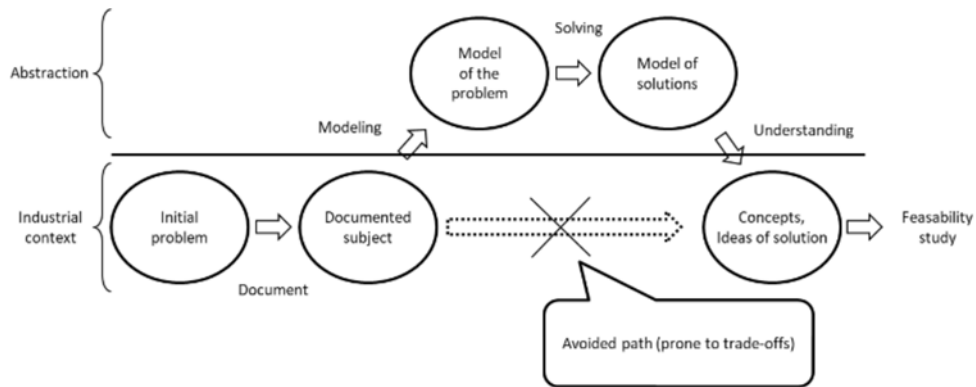 Solving
Model
of the
problem
Model of
solutions
Abstraction
Modeling
Understanding
Industrial
context
Initial
problem
Documented
subject
Concepts,
Ideas of solution
Feasability
study
Document
Avoided path (prone to trade-offs)